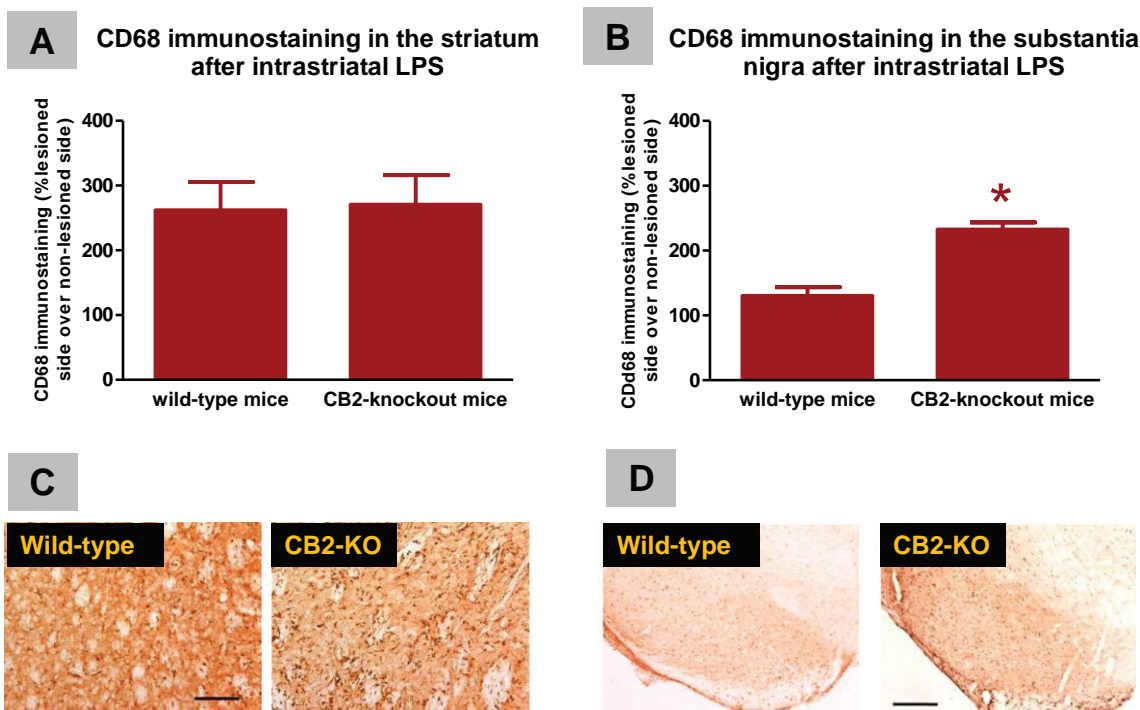 A
CD68 immunostaining in the striatum
after intrastriatal LPS
CD68 immunostaining (%lesioned
side over non-lesioned side)
400
300
200
100
0
wild-type mice
CB2-knockout mice
B
CD68 immunostaining in the substantia
nigra after intrastriatal LPS
CDd68 immunostaining (%lesioned
side over non-lesioned side)
400
300
200
100
0
*
wild-type mice
CB2-knockout mice
C
Wild-type
CB2-KO
D
Wild-type
CB2-KO